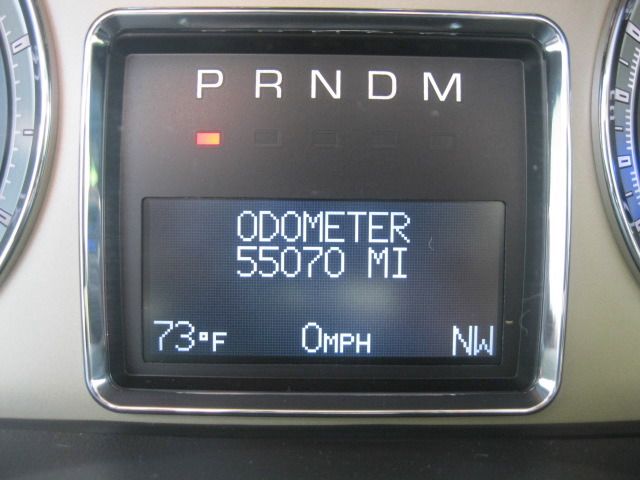 P R N D M
ODOMETER
55070 MI
73°F 0MPH NW